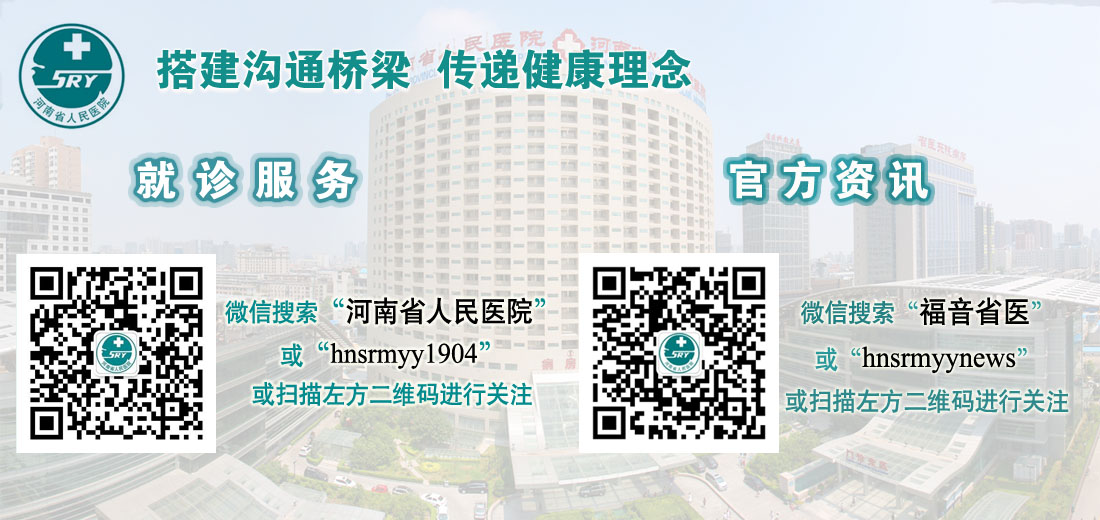 SRY
河南省人民医院
搭建沟通桥梁 传递健康理念
就诊服务
官方资讯
微信搜索“河南省人民医院”
或“hnsrmyy1904”
或扫描左方二维码进行关注
SRY
微信搜索“福音省医”
或“hnsrmyynews”
或扫描左方二维码进行关注
SRY